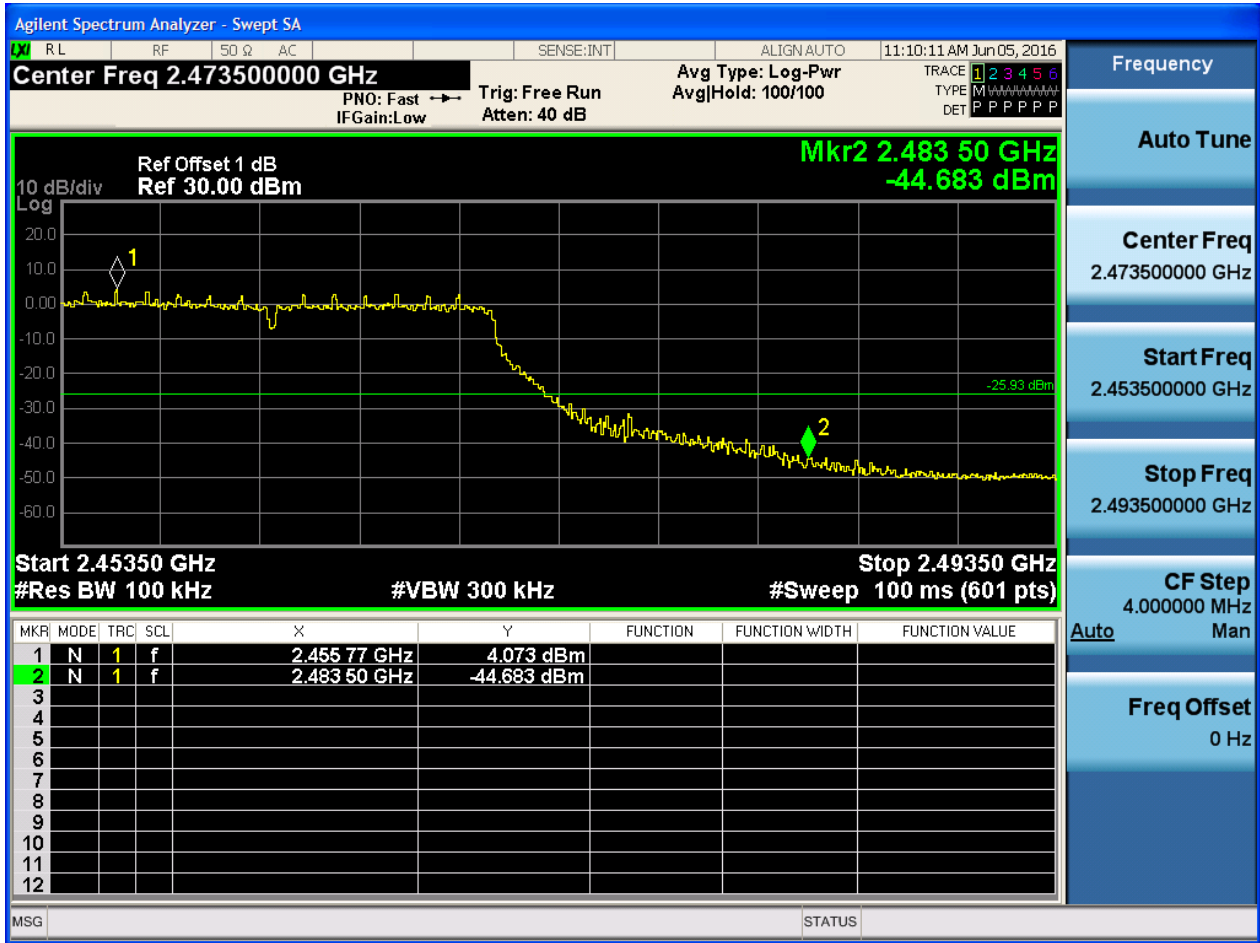 Agilent Spectrum Analyzer - Swept SA
LXI RL RF 50 Ω AC SENSE:INT ALIGN AUTO 11:10:11 AM Jun 05, 2016
Center Freq 2.473500000 GHz
PNO: Fast
IFGain:Low
Trig: Free Run
Atten: 40 dB
Avg Type: Log-Pwr
Avg|Hold: 100/100
TRACE 1 2 3 4 5 6
TYPE M WWWWW
DET P P P P P P
Mkr2 2.483 50 GHz
-44.683 dBm
Ref Offset 1 dB
10 dB/div Ref 30.00 dBm
Log
20.0
10.0
0.00
-10.0
-20.0
-30.0
-40.0
-50.0
-60.0
1
2
-25.93 dBm
Start 2.45350 GHz Stop 2.49350 GHz
#Res BW 100 kHz #VBW 300 kHz #Sweep 100 ms (601 pts)
MKR MODE TRC SCL X Y FUNCTION FUNCTION WIDTH FUNCTION VALUE
1 N 1 f 2.455 77 GHz 4.073 dBm
2 N 1 f 2.483 50 GHz -44.683 dBm
3
4
5
6
7
8
9
10
11
12
MSG STATUS
Frequency
Auto Tune
Center Freq
2.473500000 GHz
Start Freq
2.453500000 GHz
Stop Freq
2.493500000 GHz
CF Step
4.000000 MHz
Auto Man
Freq Offset
0 Hz